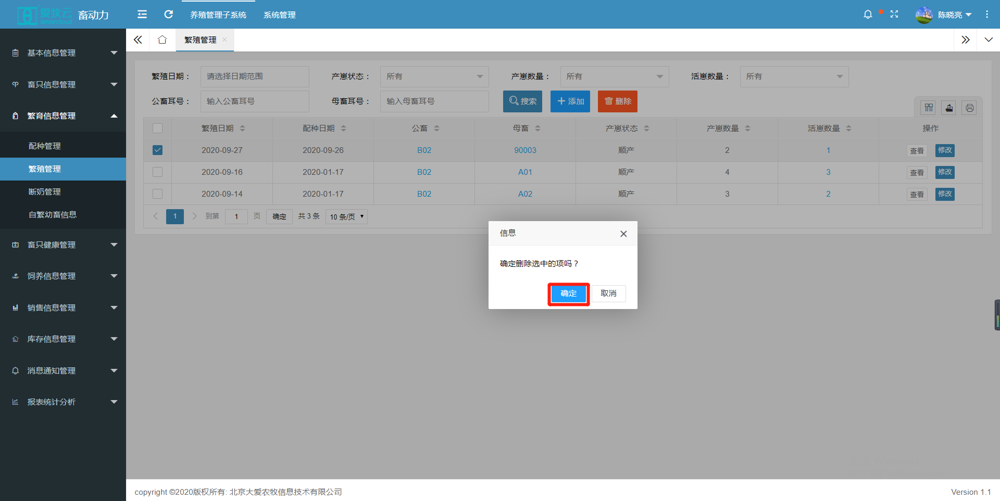 爱牧云
amorcloud
畜动力
养殖管理子系统
系统管理
陈晓亮
基本信息管理
畜只信息管理
繁育信息管理
配种管理
繁殖管理
断奶管理
自繁幼畜信息
畜只健康管理
饲养信息管理
销售信息管理
库存信息管理
消息通知管理
报表统计分析
繁殖管理
繁殖日期： 请选择日期范围 产崽状态： 所有 产崽数量： 所有 活崽数量： 所有
公畜耳号： 输入公畜耳号 母畜耳号： 输入母畜耳号 搜索 添加 删除
繁殖日期 配种日期 公畜 母畜 产崽状态 产崽数量 活崽数量 操作
2020-09-27 2020-09-26 B02 90003 顺产 2 1 查看 修改
2020-09-16 2020-01-17 B02 A01 顺产 4 3 查看 修改
2020-09-14 2020-01-17 B02 A02 顺产 3 2 查看 修改
1 到第 1 页 确定 共 3 条 10 条/页
信息
确定删除选中的项吗？
确定 取消
copyright ©2020版权所有: 北京大爱农牧信息技术有限公司
Version 1.1